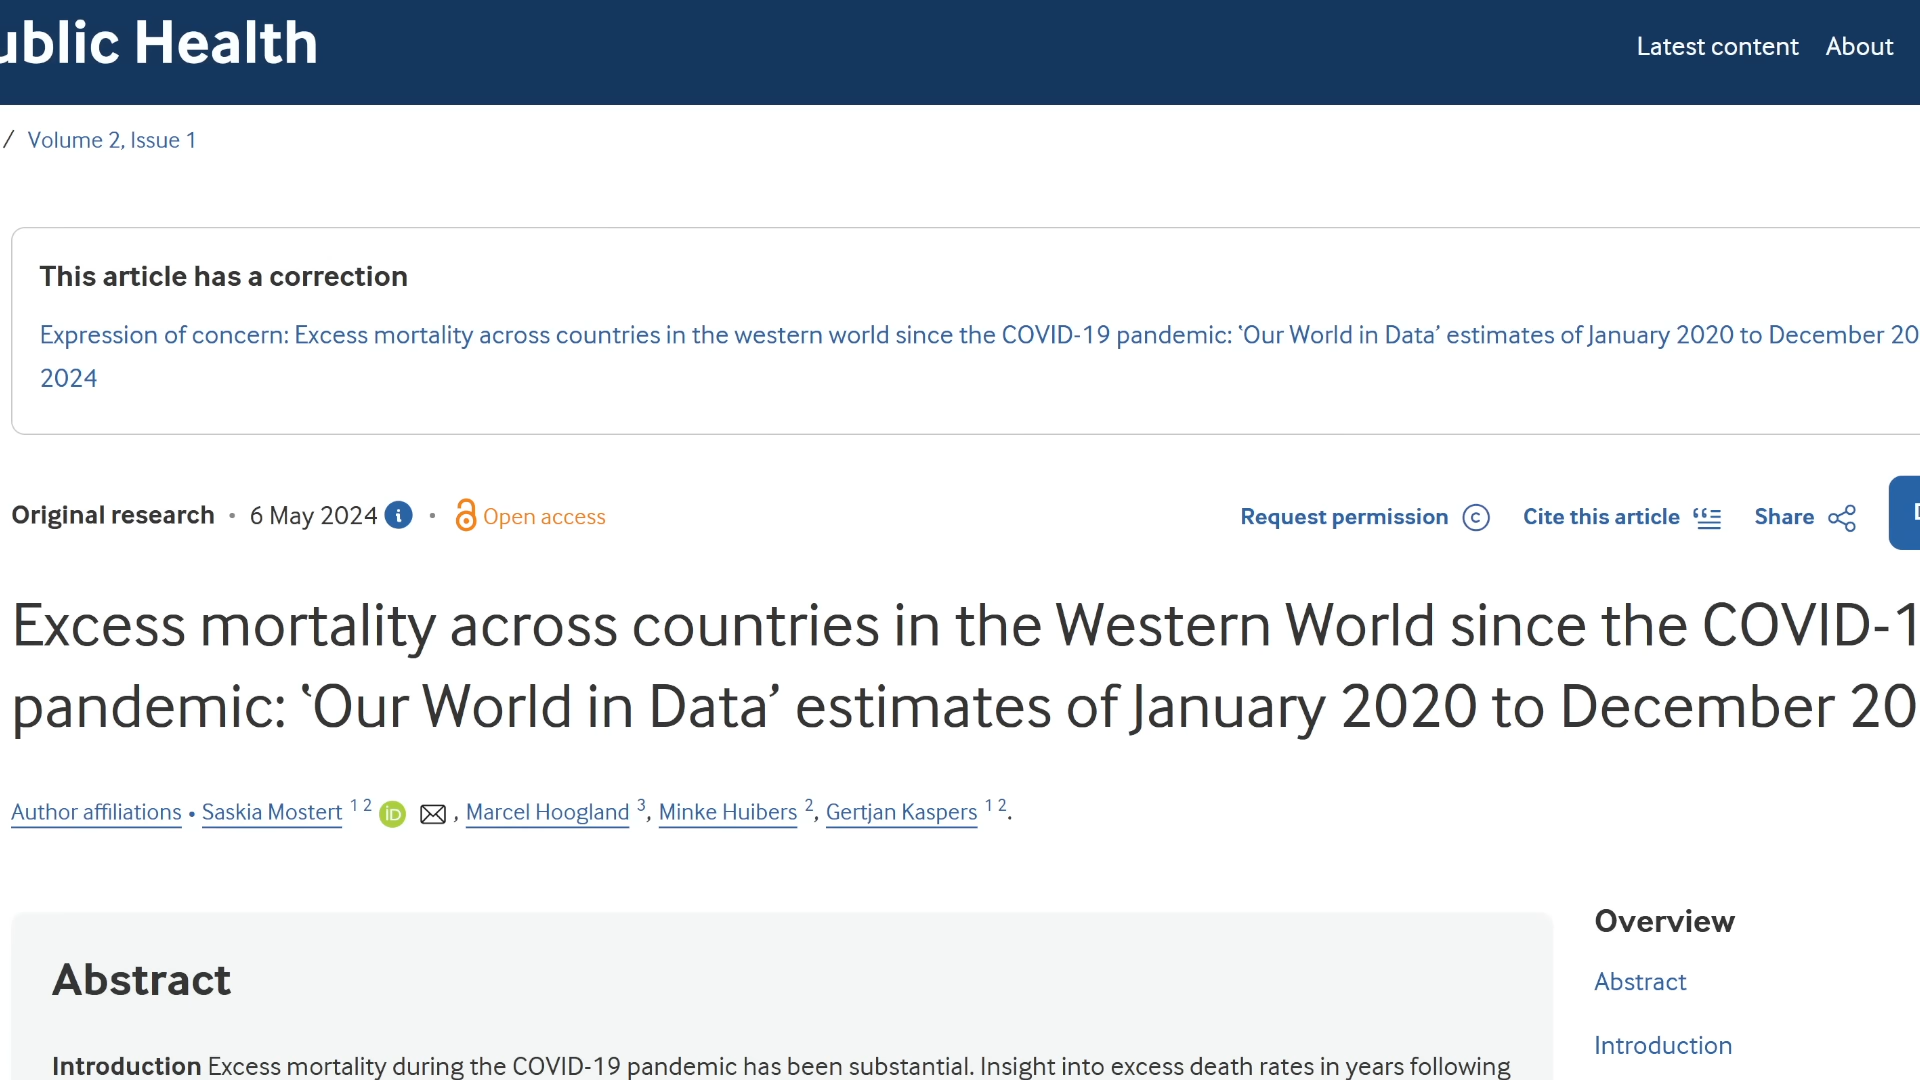 ublic Health
Latest content About
/ Volume 2, Issue 1
This article has a correction
Expression of concern: Excess mortality across countries in the western world since the COVID-19 pandemic: ‘Our World in Data’ estimates of January 2020 to December 20
2024
Original research • 6 May 2024 i • Open access
Request permission C Cite this article Share
Excess mortality across countries in the Western World since the COVID-1
pandemic: ‘Our World in Data’ estimates of January 2020 to December 20
Author affiliations • Saskia Mostert 1 2 iD , Marcel Hoogland 3, Minke Huibers 2, Gertjan Kaspers 1 2.
Abstract
Introduction Excess mortality during the COVID-19 pandemic has been substantial. Insight into excess death rates in years following
Overview
Abstract
Introduction